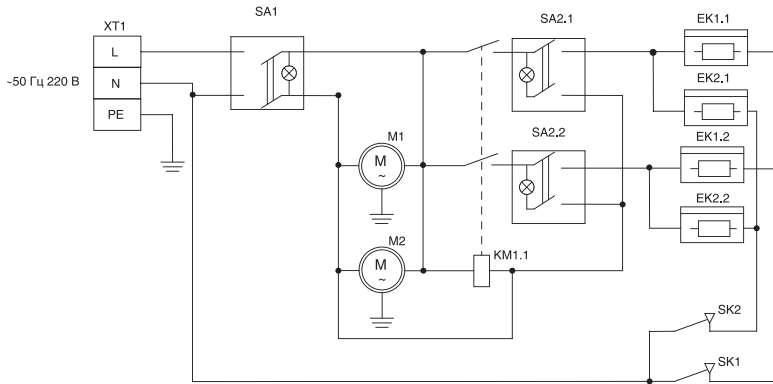 XT1
SA1
SA2.1
EK1.1
L
~50 Гц 220 В
N
PE
EK2.1
M1
M
~
SA2.2
EK1.2
EK2.2
M2
M
~
KM1.1
SK2
SK1